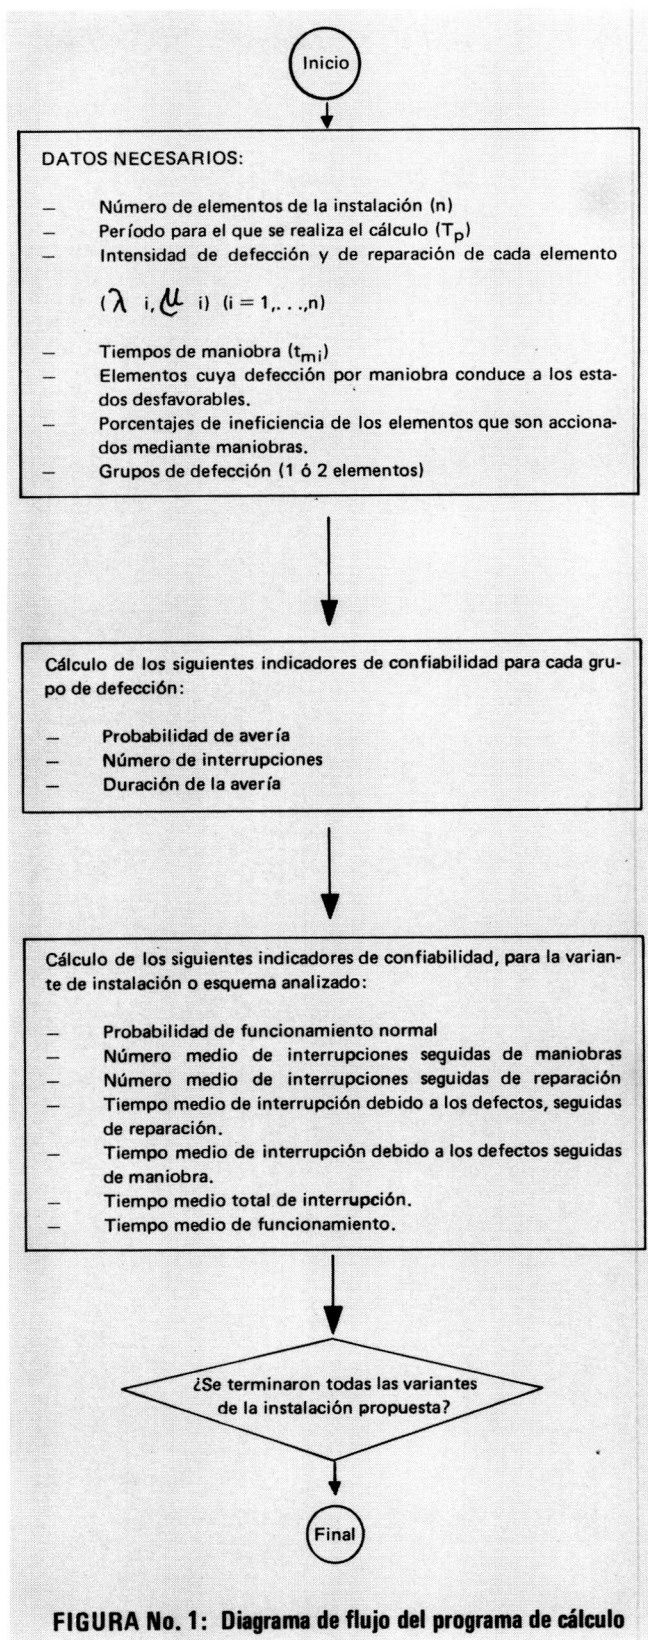 Inicio
DATOS NECESARIOS:
— Número de elementos de la instalación (n)
— Período para el que se realiza el cálculo (Tp)
— Intensidad de defección y de reparación de cada elemento
(λ i, μ i) (i = 1,. . .,n)
— Tiempos de maniobra (tmi)
— Elementos cuya defección por maniobra conduce a los esta-
dos desfavorables.
— Porcentajes de ineficiencia de los elementos que son acciona-
dos mediante maniobras.
— Grupos de defección (1 ó 2 elementos)
Cálculo de los siguientes indicadores de confiabilidad para cada gru-
po de defección:
— Probabilidad de avería
— Número de interrupciones
— Duración de la avería
Cálculo de los siguientes indicadores de confiabilidad, para la varian-
te de instalación o esquema analizado:
— Probabilidad de funcionamiento normal
— Número medio de interrupciones seguidas de maniobras
— Número medio de interrupciones seguidas de reparación
— Tiempo medio de interrupción debido a los defectos, seguidas
de reparación.
— Tiempo medio de interrupción debido a los defectos seguidas
de maniobra.
— Tiempo medio total de interrupción.
— Tiempo medio de funcionamiento.
¿Se terminaron todas las variantes
de la instalación propuesta?
Final
FIGURA No. 1: Diagrama de flujo del programa de cálculo